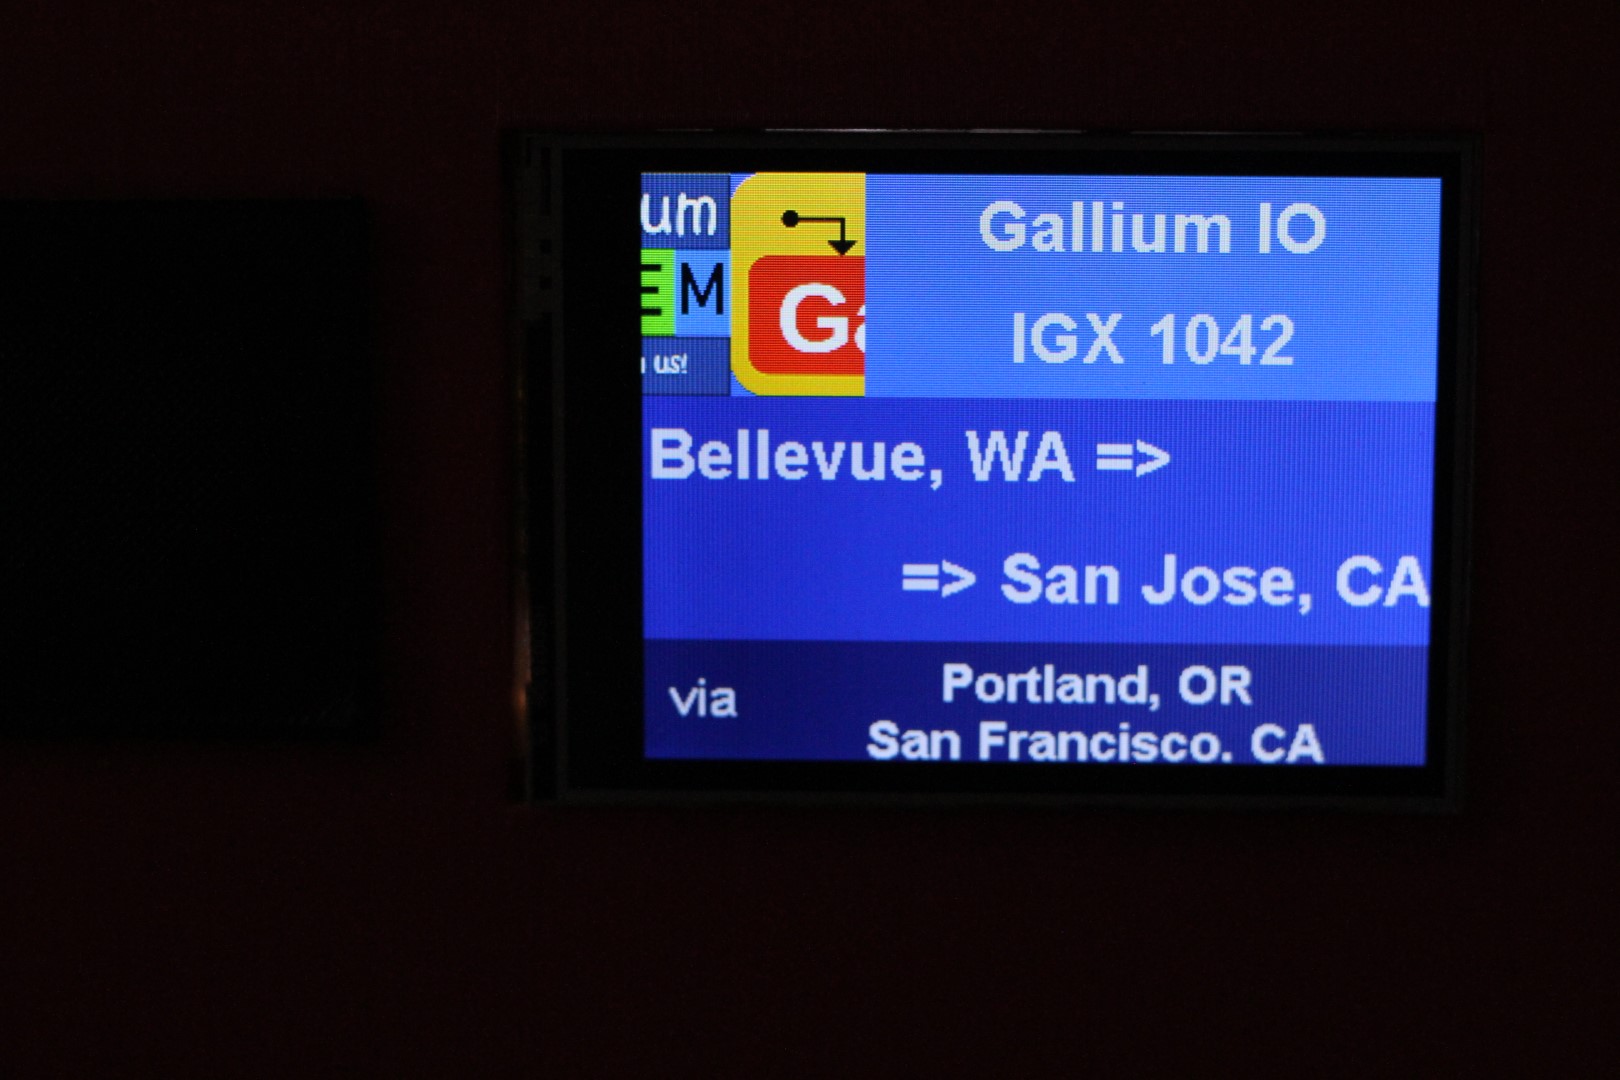 um
EM
us!
Ga
Gallium IO
IGX 1042
Bellevue, WA =>
=> San Jose, CA
via
Portland, OR
San Francisco. CA